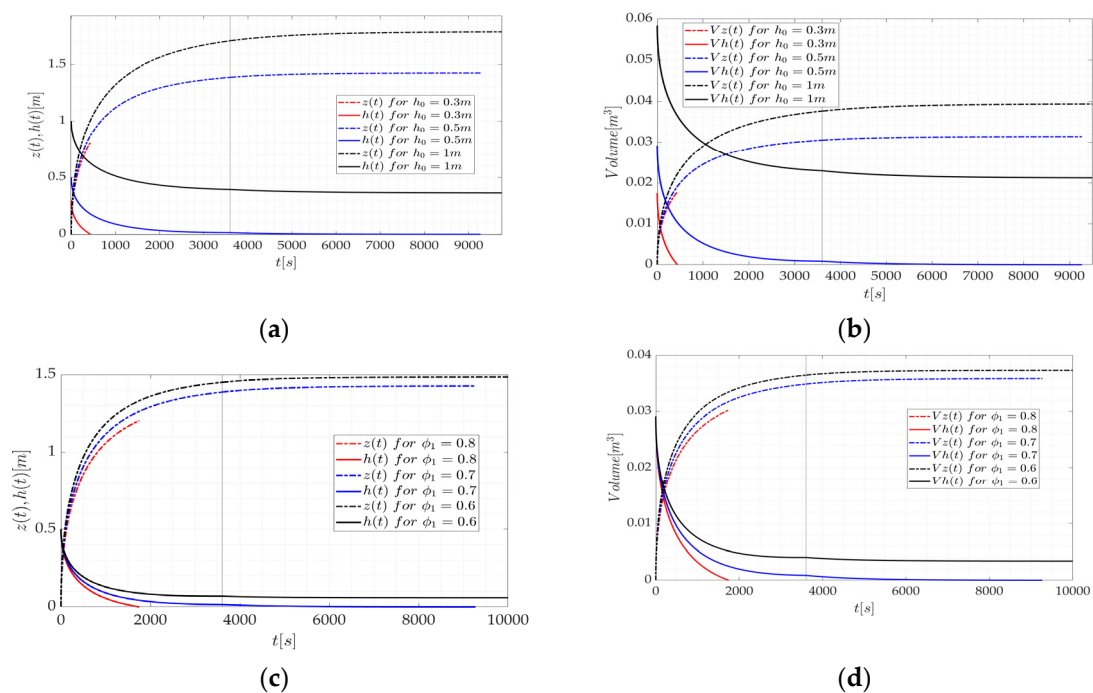 z(t), h(t)[m]
1.5
1
0.5
0
z(t) for h₀ = 0.3m
h(t) for h₀ = 0.3m
z(t) for h₀ = 0.5m
h(t) for h₀ = 0.5m
z(t) for h₀ = 1m
h(t) for h₀ = 1m
0 1000 2000 3000 4000 5000 6000 7000 8000 9000
t[s]
(a)
Volume[m³]
0.06
0.05
0.04
0.03
0.02
0.01
0
Vz(t) for h₀ = 0.3m
Vh(t) for h₀ = 0.3m
Vz(t) for h₀ = 0.5m
Vh(t) for h₀ = 0.5m
Vz(t) for h₀ = 1m
Vh(t) for h₀ = 1m
0 1000 2000 3000 4000 5000 6000 7000 8000 9000
t[s]
(b)
z(t), h(t)[m]
1.5
1
0.5
0
z(t) for ϕ₁ = 0.8
h(t) for ϕ₁ = 0.8
z(t) for ϕ₁ = 0.7
h(t) for ϕ₁ = 0.7
z(t) for ϕ₁ = 0.6
h(t) for ϕ₁ = 0.6
0 2000 4000 6000 8000 10000
t[s]
(c)
Volume[m³]
0.04
0.03
0.02
0.01
0
Vz(t) for ϕ₁ = 0.8
Vh(t) for ϕ₁ = 0.8
Vz(t) for ϕ₁ = 0.7
Vh(t) for ϕ₁ = 0.7
Vz(t) for ϕ₁ = 0.6
Vh(t) for ϕ₁ = 0.6
0 2000 4000 6000 8000 10000
t[s]
(d)